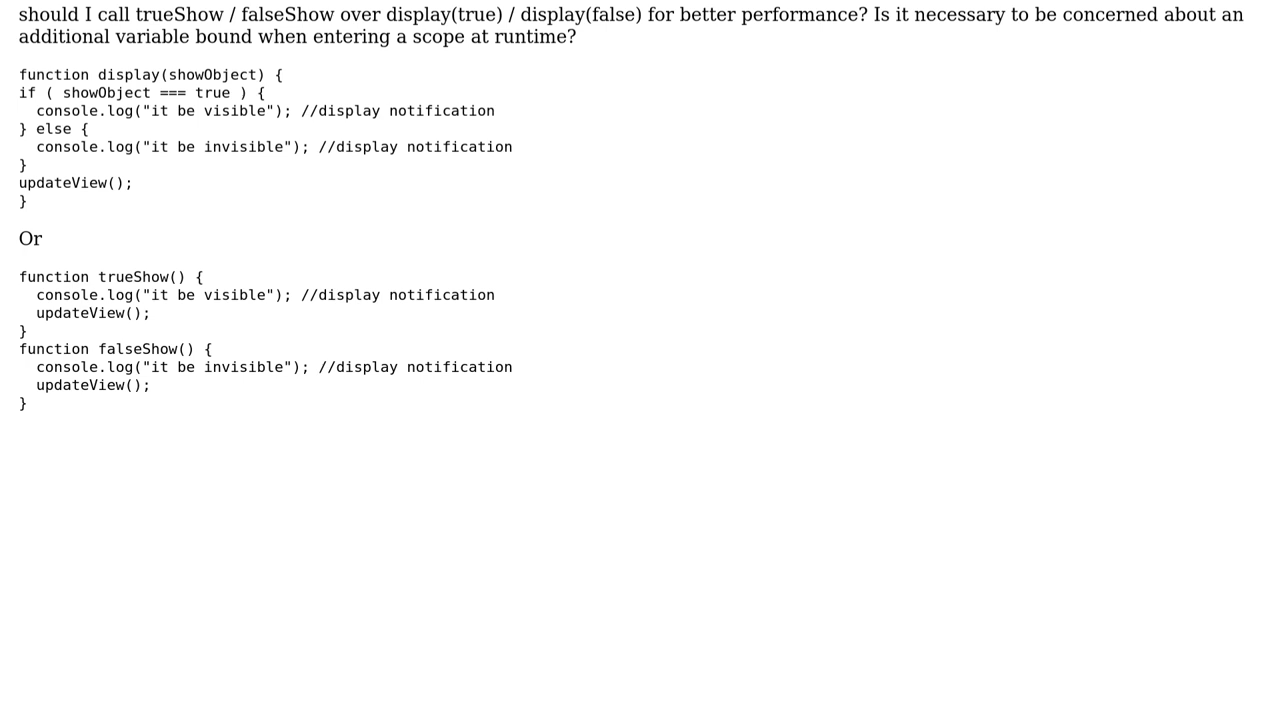 should I call trueShow / falseShow over display(true) / display(false) for better performance? Is it necessary to be concerned about an
additional variable bound when entering a scope at runtime?
function display(showObject) {
if ( showObject === true ) {
  console.log("it be visible"); //display notification
} else {
  console.log("it be invisible"); //display notification
}
updateView();
}
Or
function trueShow() {
  console.log("it be visible"); //display notification
  updateView();
}
function falseShow() {
  console.log("it be invisible"); //display notification
  updateView();
}